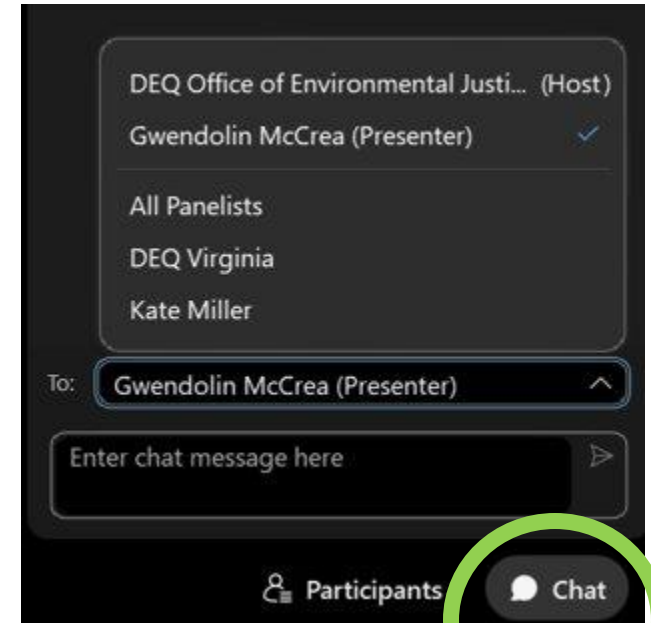 DEQ Office of Environmental Justi... (Host)
Gwendolin McCrea (Presenter)
All Panelists
DEQ Virginia
Kate Miller
To: Gwendolin McCrea (Presenter)
Enter chat message here
Participants Chat